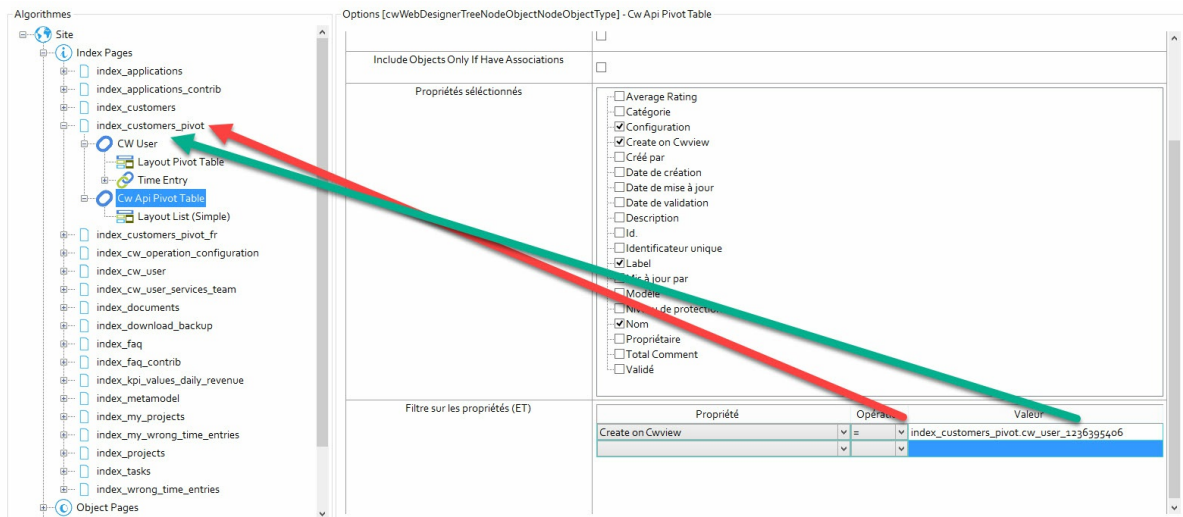 Algorithmes
Site
Index Pages
index_applications
index_applications_contrib
index_customers
index_customers_pivot
CW User
Layout Pivot Table
Time Entry
Cw Api Pivot Table
Layout List (Simple)
index_customers_pivot_fr
index_cw_operation_configuration
index_cw_user
index_cw_user_services_team
index_documents
index_download_backup
index_faq
index_faq_contrib
index_kpi_values_daily_revenue
index_metamodel
index_my_projects
index_my_wrong_time_entries
index_projects
index_tasks
index_wrong_time_entries
Object Pages
Options [cwWebDesignerTreeNodeObjectNodeObjectType] - Cw Api Pivot Table
Include Objects Only If Have Associations
Propriétés séléctionnés
Average Rating
Catégorie
Configuration
Create on Cwview
Créé par
Date de création
Date de mise à jour
Date de validation
Description
Id.
Identificateur unique
Label
Mis à jour par
Modèle
Niveau de protection
Nom
Propriétaire
Total Comment
Validé
Filtre sur les propriétés (ET)
Propriété Valeur
Create on Cwview = index_customers_pivot.cw_user_1236395406